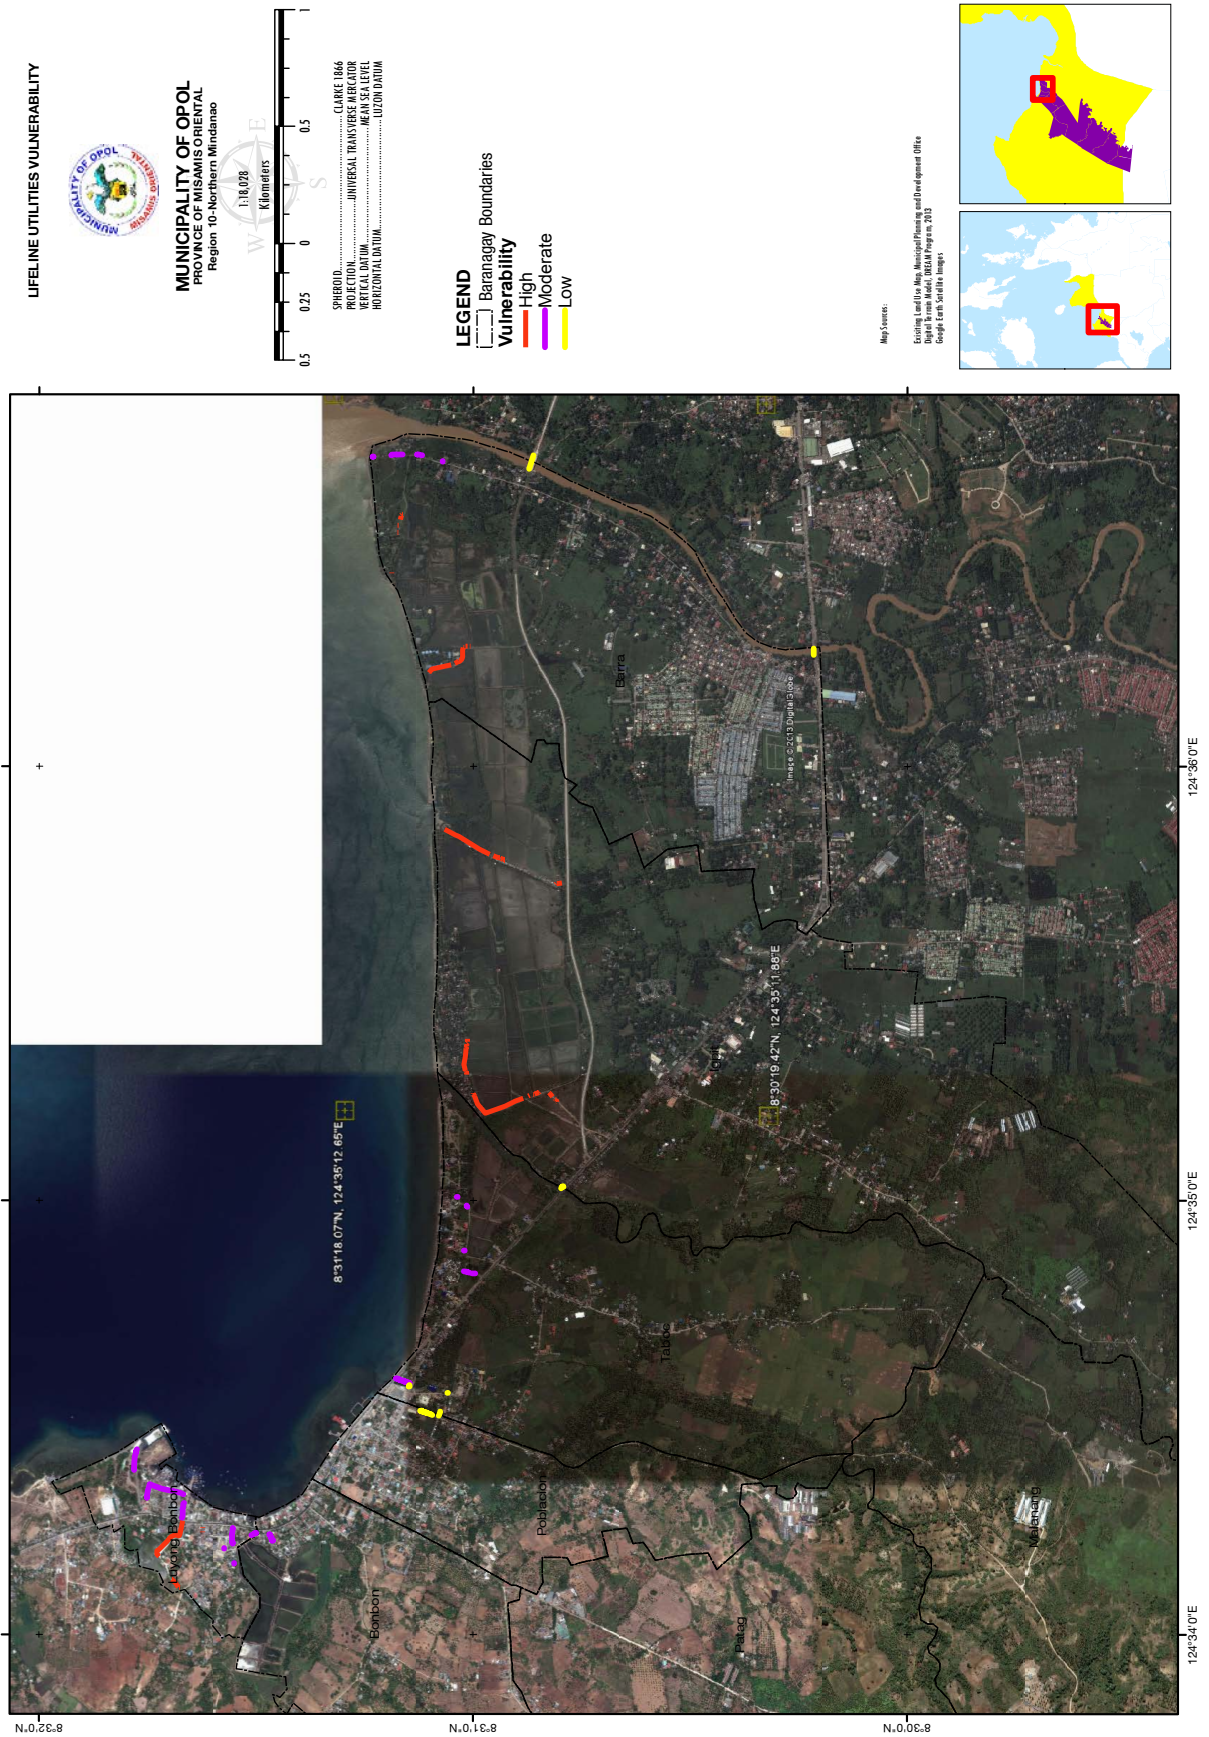 LIFELINE UTILITIES VULNERABILITY
MUNICIPALITY OF OPOL
MISAMIS ORIENTAL
MUNICIPALITY OF OPOL
PROVINCE OF MISAMIS ORIENTAL
Region 10-Northern Mindanao
W
E
S
1:18,028
Kilometers
0.5
0.25
0
0.5
1
SPHEROID..............................CLARKE 1866
PROJECTION...........UNIVERSAL TRANSVERSE MERCATOR
VERTICAL DATUM.......................MEAN SEA LEVEL
HORIZONTAL DATUM.........................LUZON DATUM
LEGEND
Baranagay Boundaries
Vulnerability
High
Moderate
Low
Map Sources:
Exisiting Land Use Map, Municipal Planning and Development Office
Digital Terrain Model, DREAM Program, 2013
Google Earth Satellite Images
8°32'0"N
8°31'0"N
8°30'0"N
124°34'0"E
124°35'0"E
124°36'0"E
8°31'18.07"N, 124°35'12.65"E
8°30'19.42"N, 124°35'11.88"E
Image © 2013 DigitalGlobe
Luyong Bonbon
Bonbon
Poblacion
Patag
Malanang
Taboc
Igpit
Barra